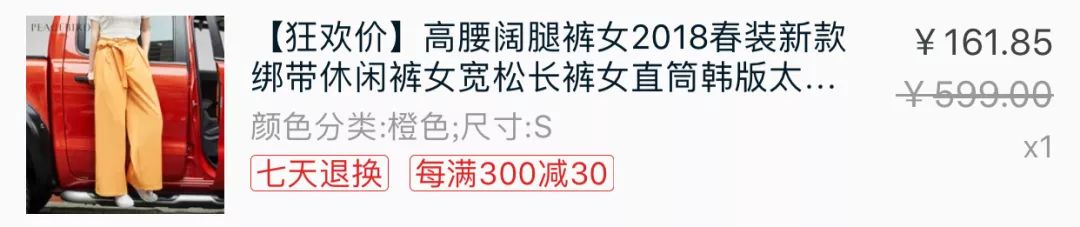 PEACEBIRD
【狂欢价】高腰阔腿裤女2018春装新款
绑带休闲裤女宽松长裤女直筒韩版太...
颜色分类:橙色;尺寸:S
七天退换 每满300减30
￥161.85
￥599.00
x1